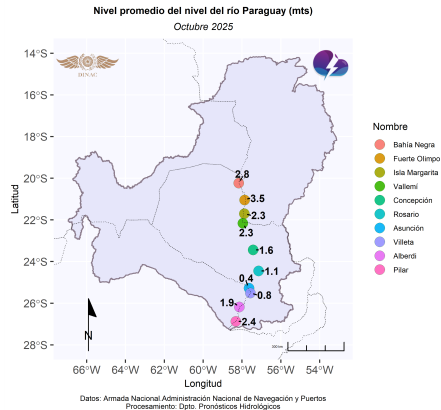 Nivel promedio del nivel del río Paraguay (mts)
Octubre 2025
14°S
16°S
20°S
22°S
24°S
26°S
28°S
Latitud
DINAC
2.8
3.5
2.3
2.3
1.6
1.1
0.4
0.8
1.9
2.4
N
66°W
64°W
62°W
60°W
58°W
56°W
54°W
Longitud
Nombre
Bahía Negra
Fuerte Olimpo
Isla Margarita
Vallemí
Concepción
Rosario
Asunción
Villeta
Alberdi
Pilar
Datos: Armada Nacional.Administración Nacional de Navegación y Puertos
Procesamiento: Dpto. Pronósticos Hidrológicos